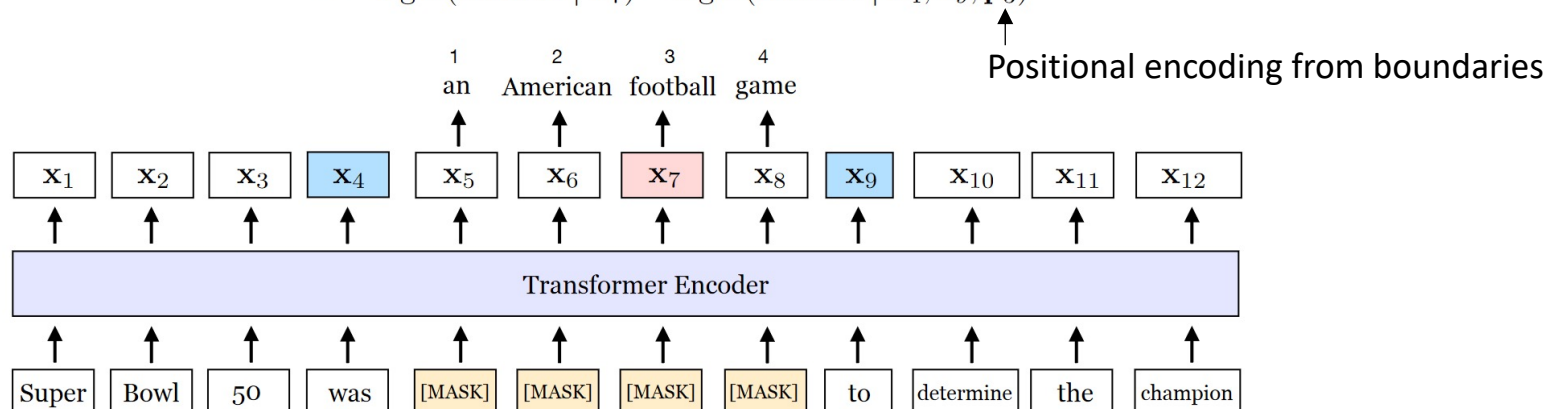 Positional encoding from boundaries
1 2 3 4
an American football game
x₁ x₂ x₃ x₄ x₅ x₆ x₇ x₈ x₉ x₁₀ x₁₁ x₁₂
Transformer Encoder
Super Bowl 50 was [MASK] [MASK] [MASK] [MASK] to determine the champion